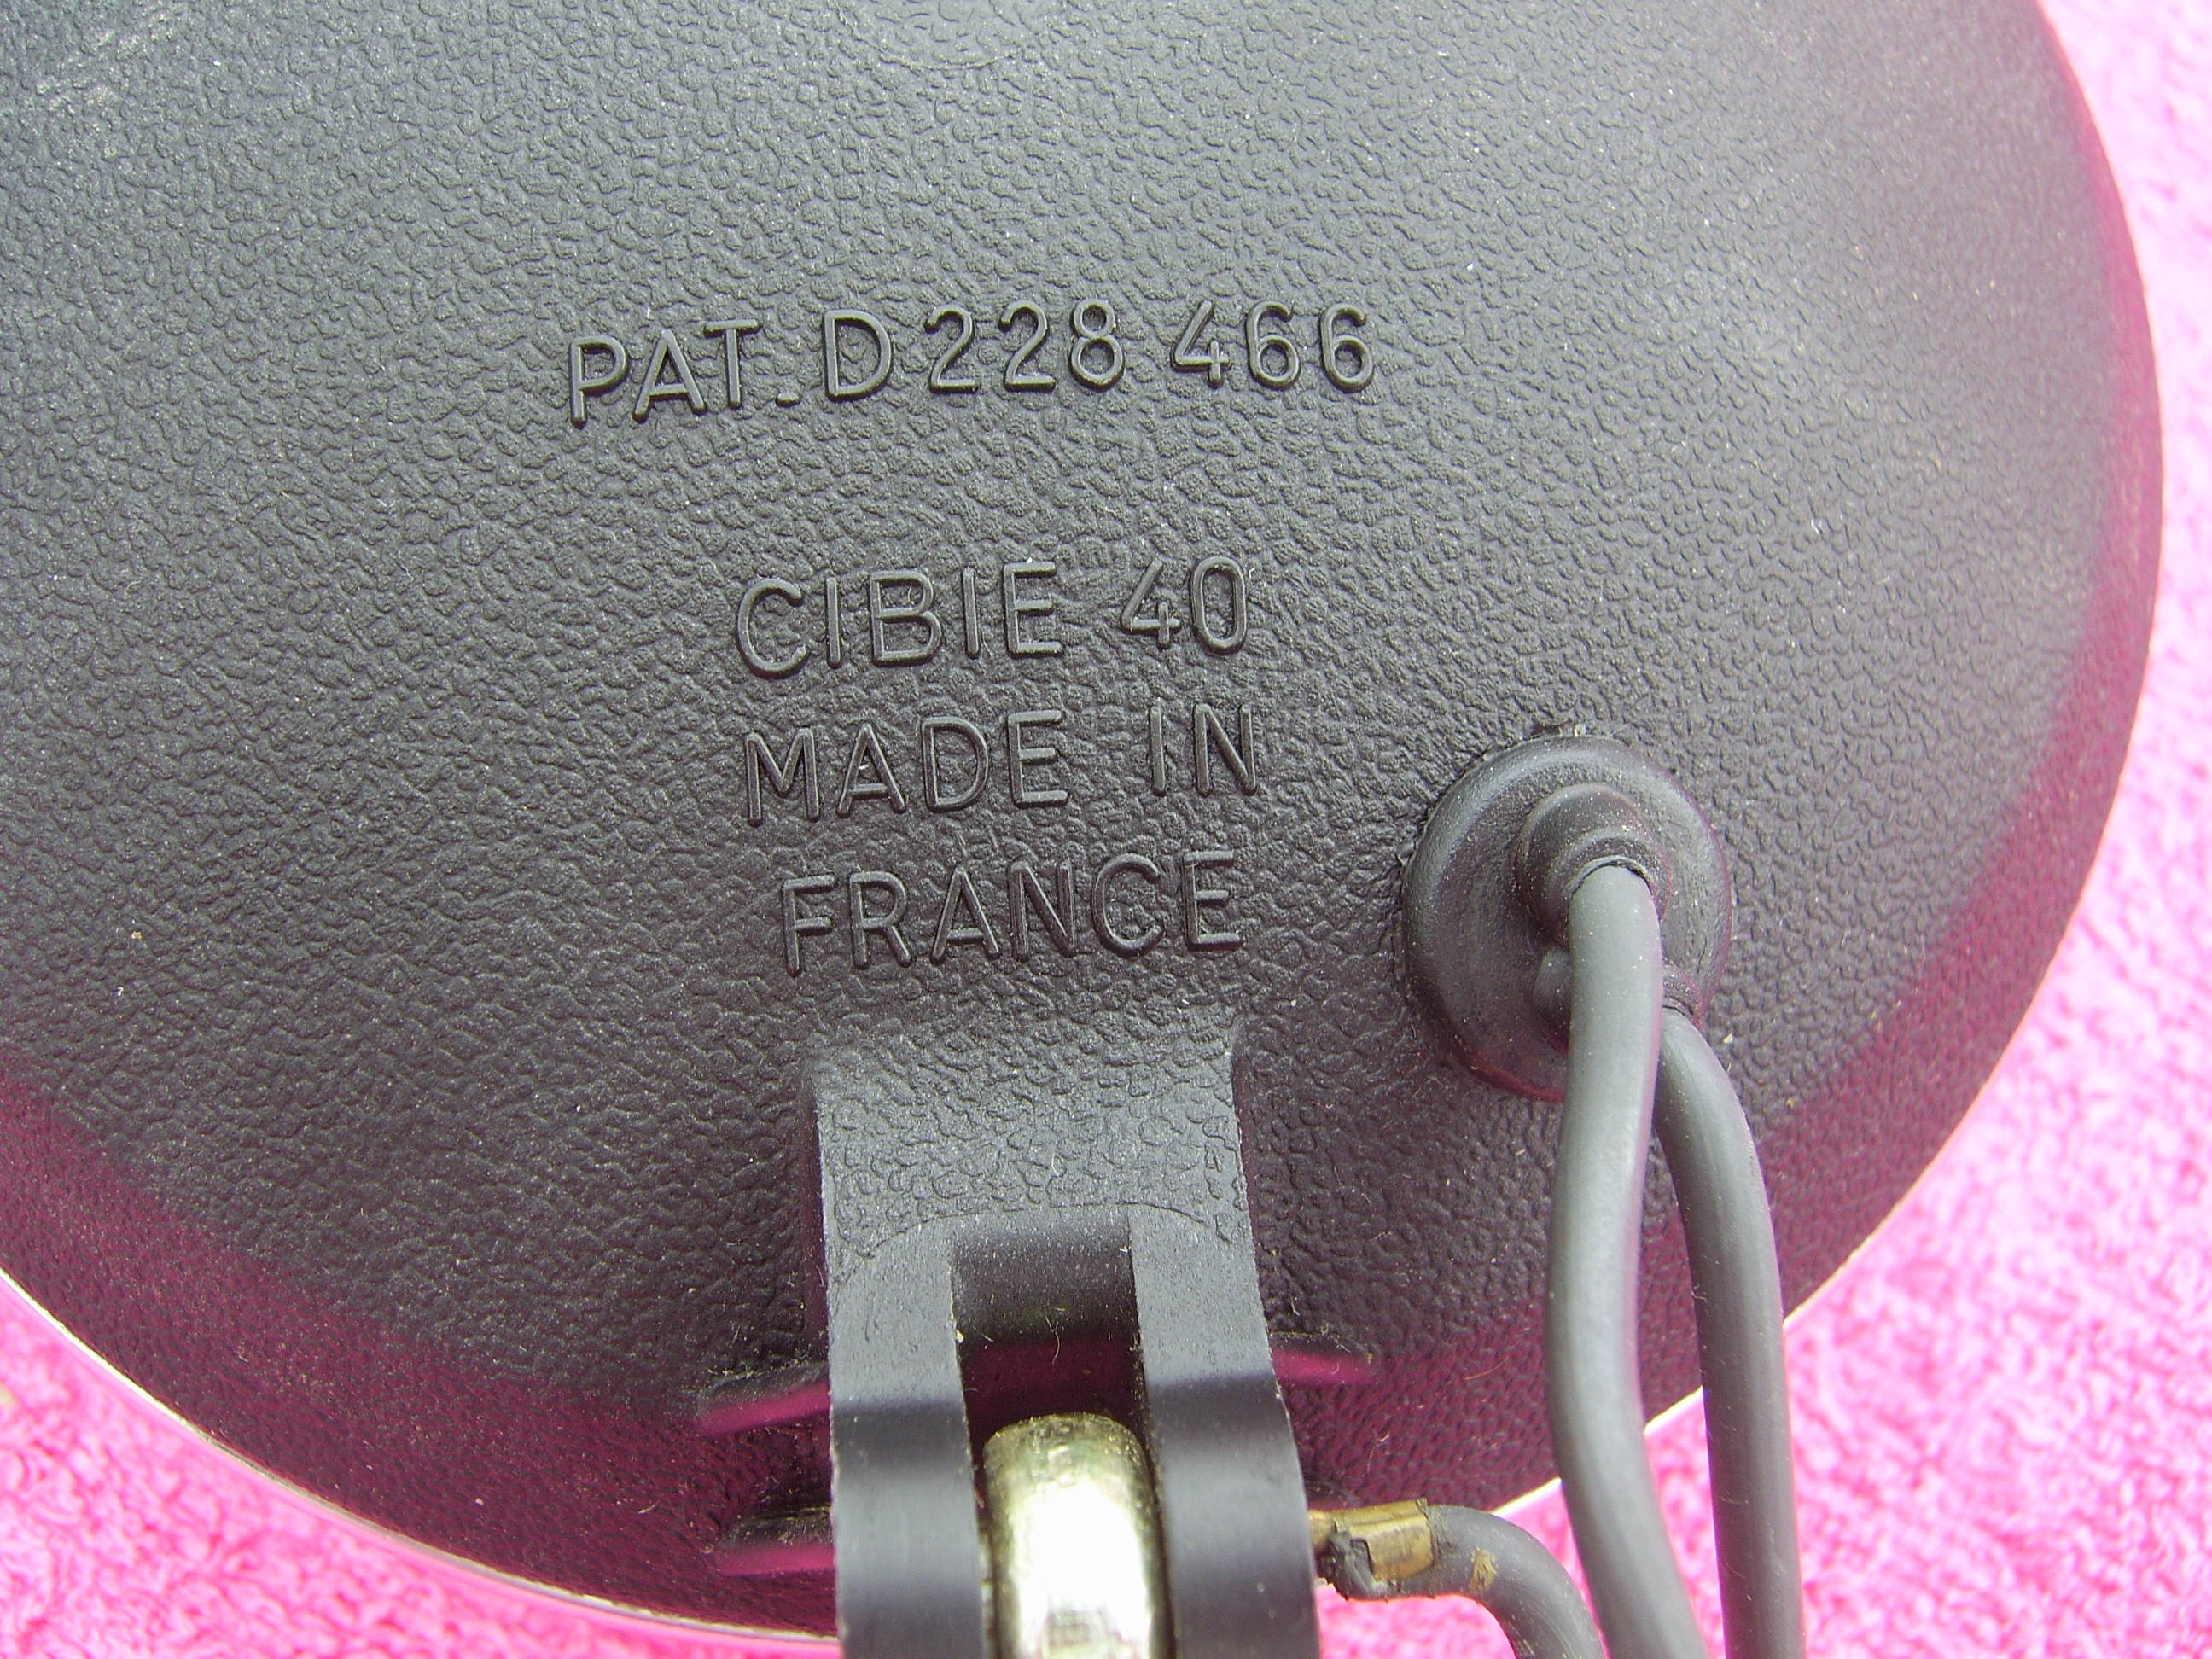 PAT. D 228 466
CIBIE 40
MADE IN
FRANCE